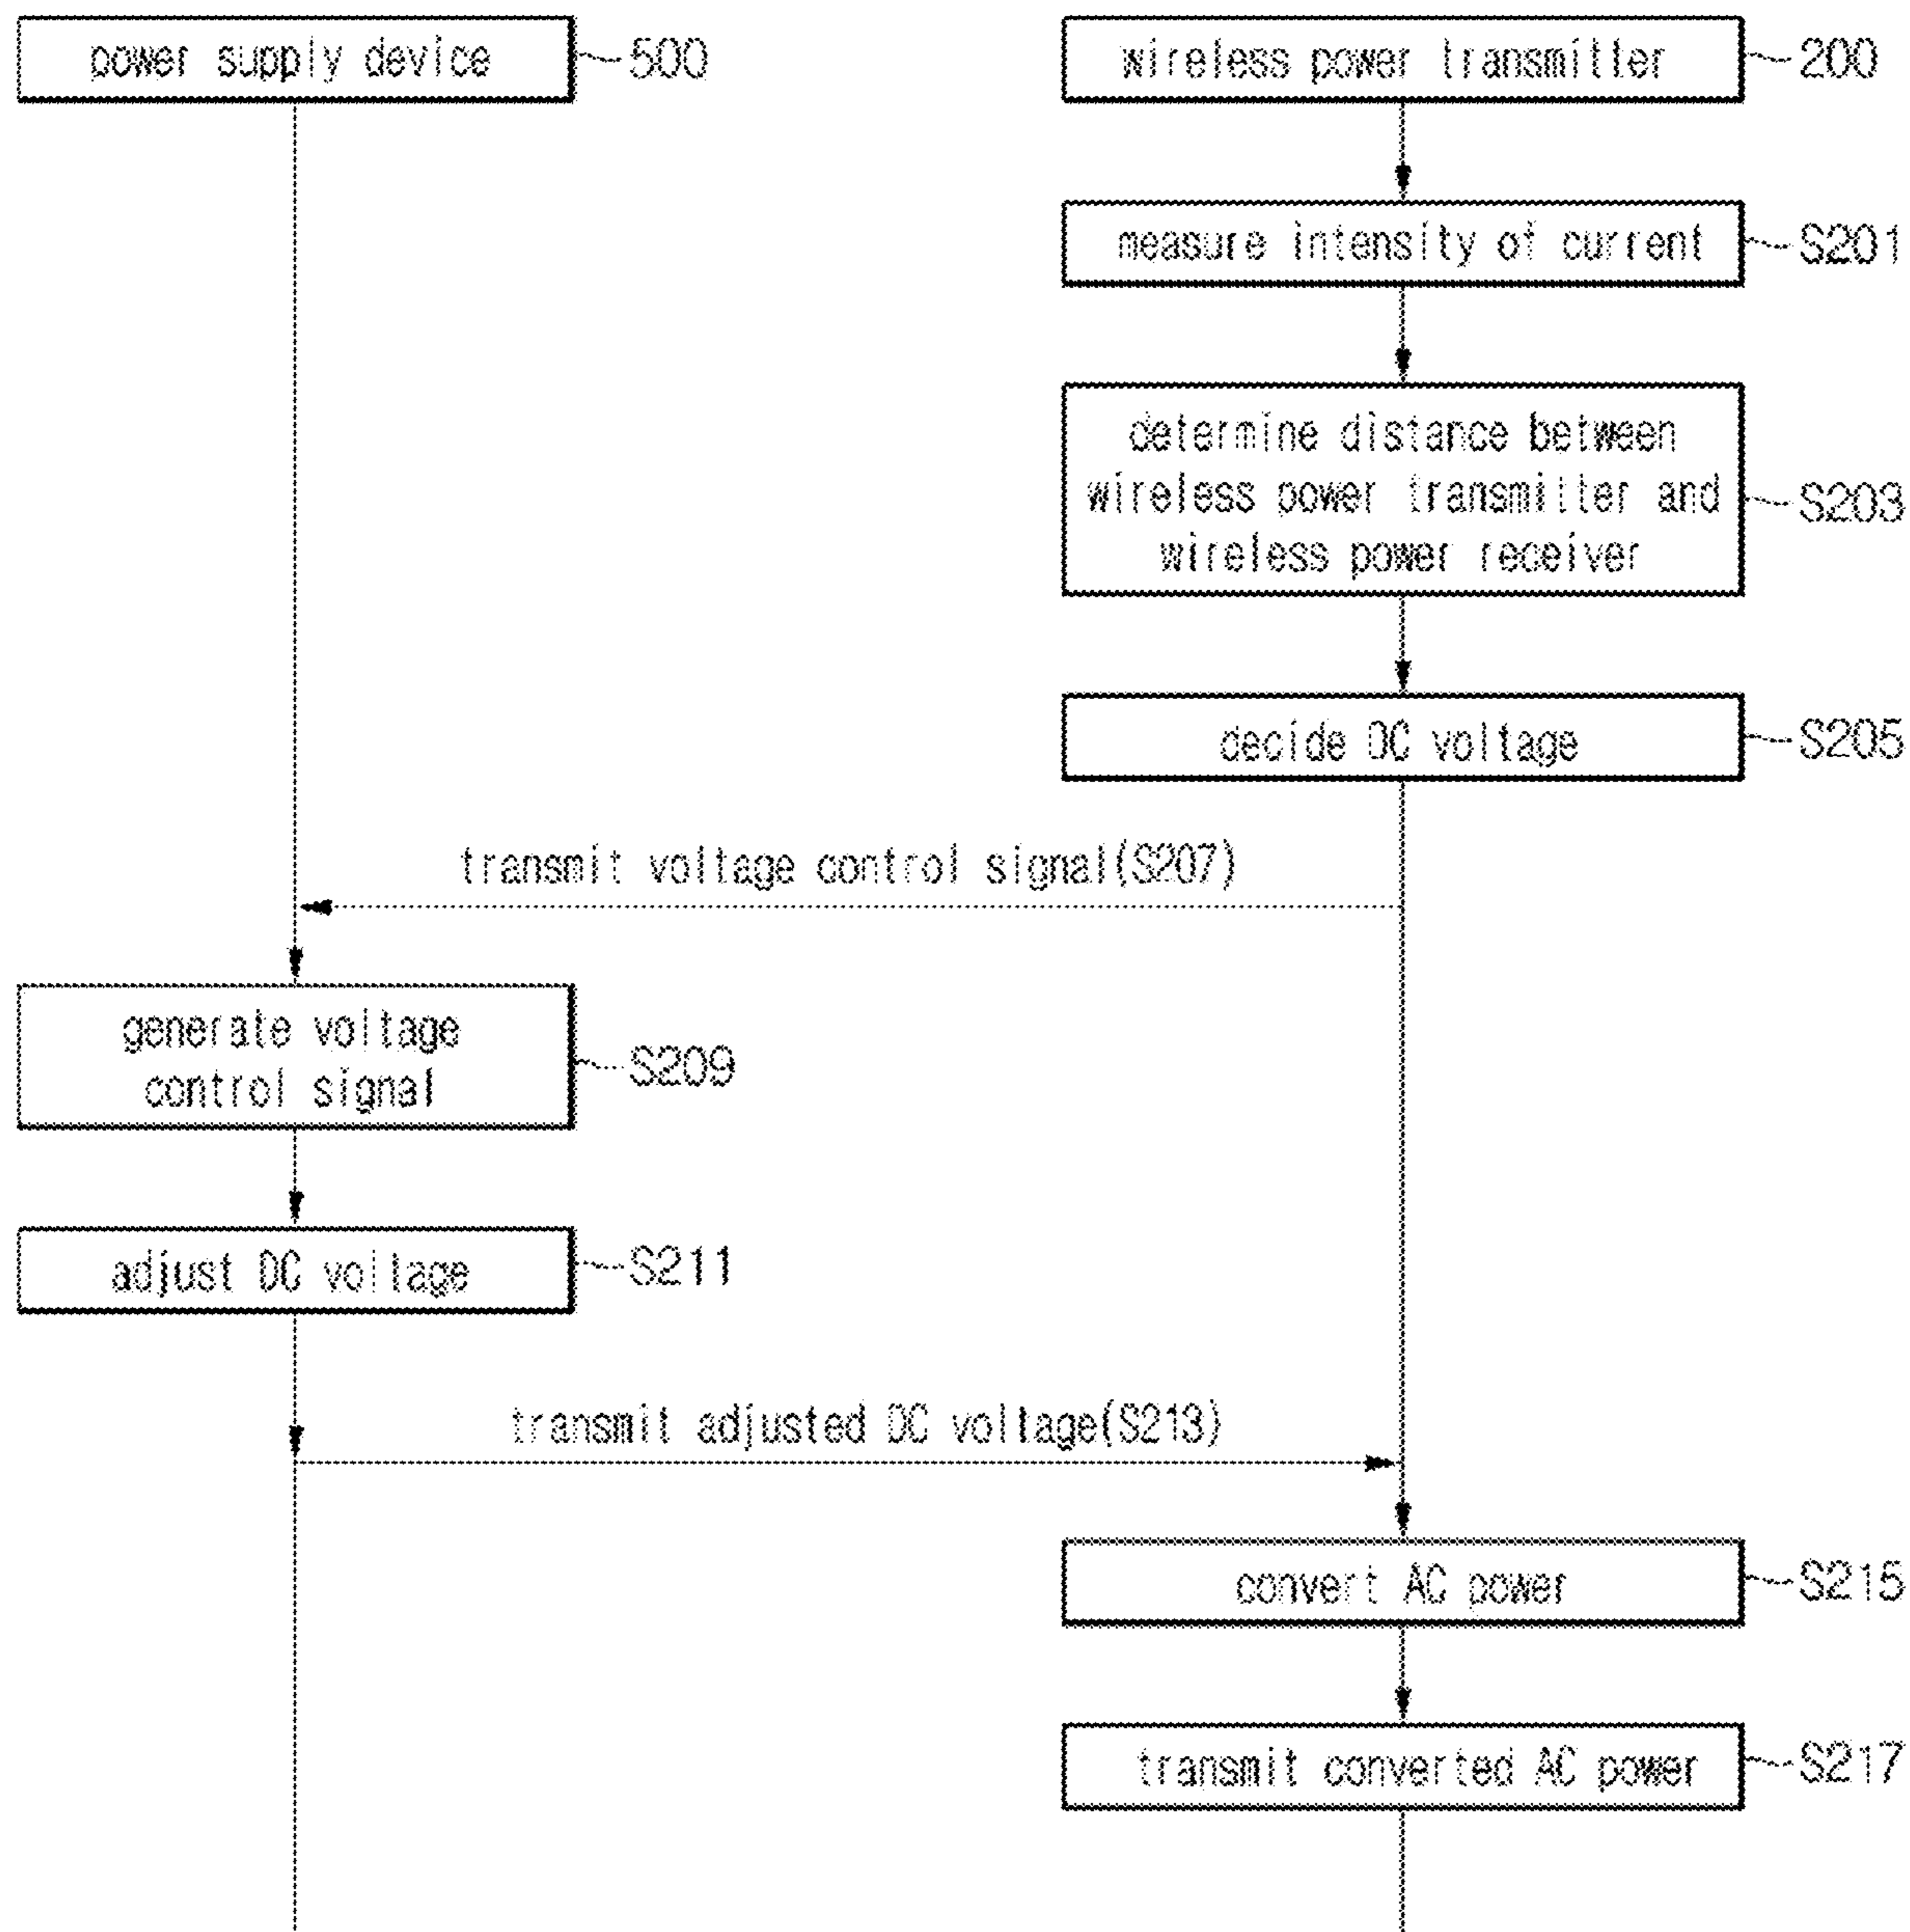 power supply device
500
wireless power transmitter
200
measure intensity of current
S201
determine distance between
wireless power transmitter and
wireless power receiver
S203
decide DC voltage
S205
transmit voltage control signal(S207)
generate voltage
control signal
S209
adjust DC voltage
S211
transmit adjusted DC voltage(S213)
convert AC power
S215
transmit converted AC power
S217